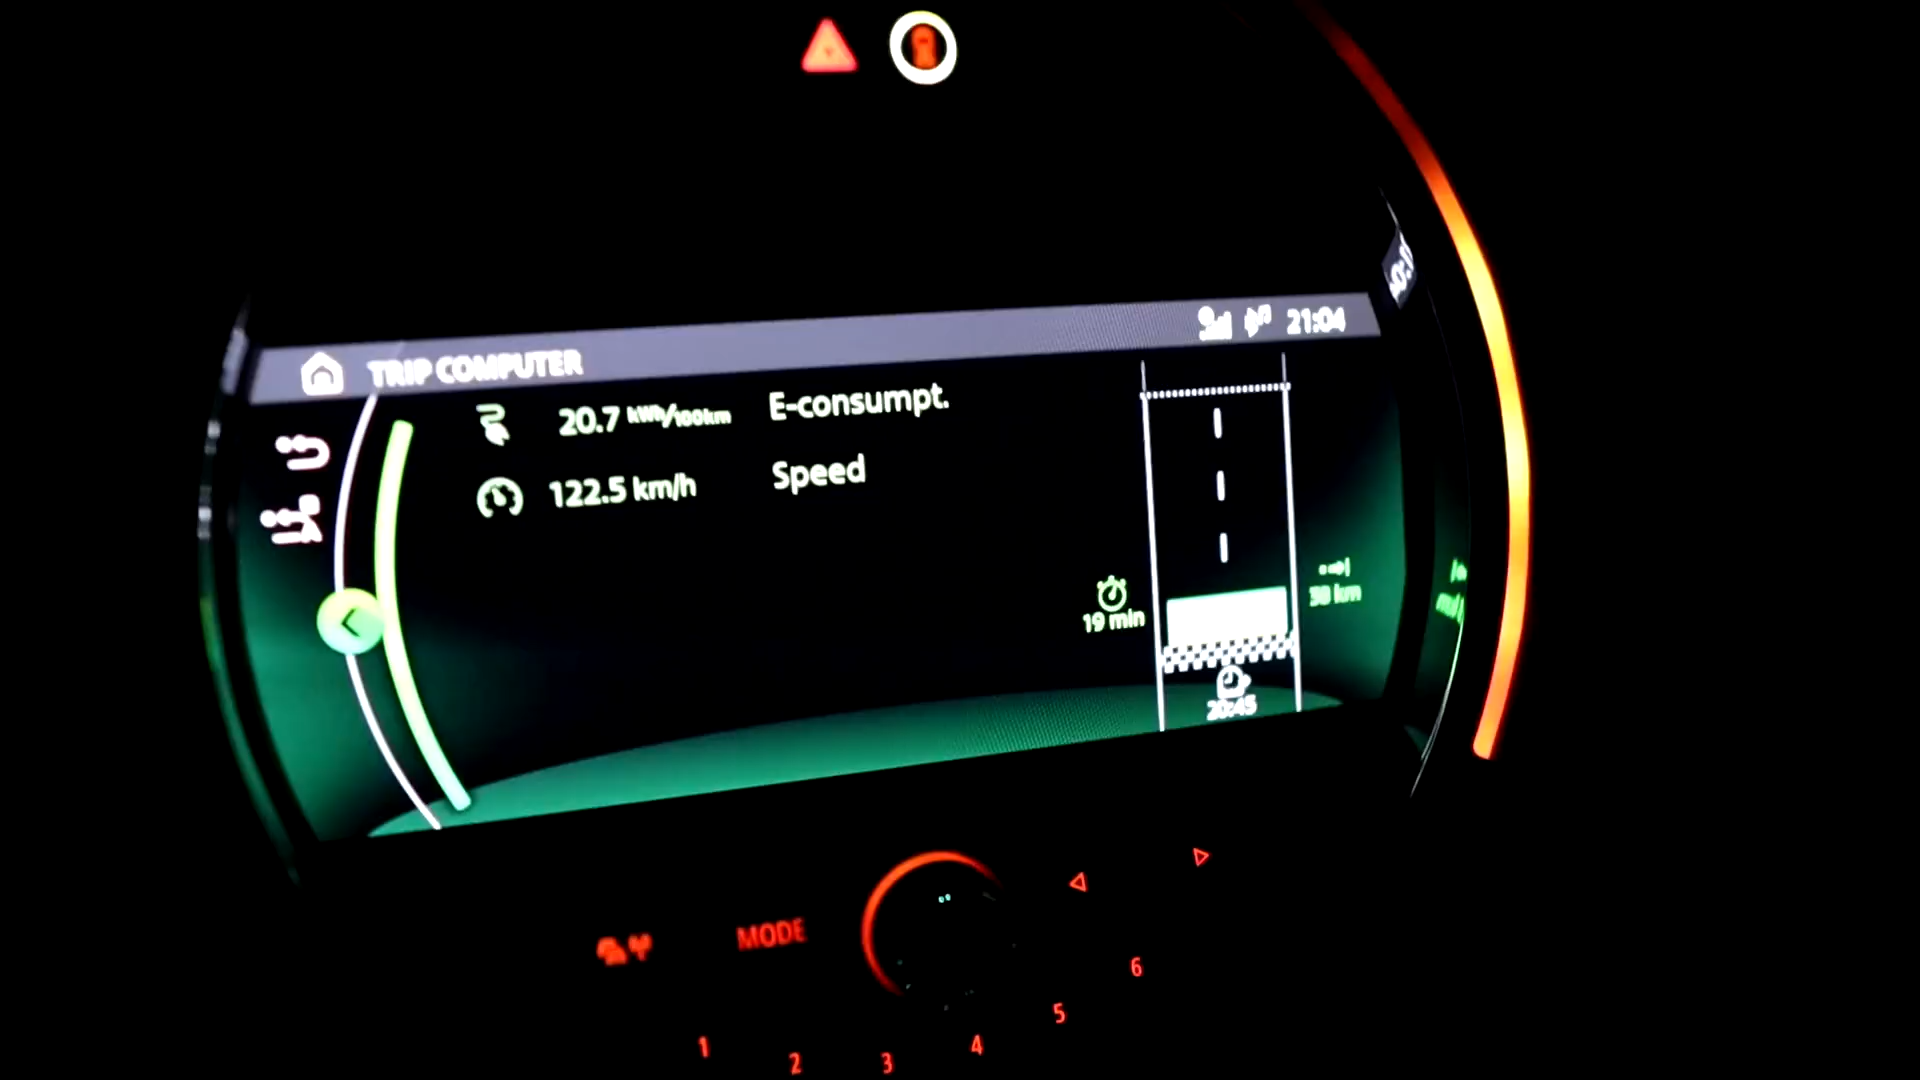 TRIP COMPUTER 21:04
20.7 kWh/100km E-consumpt.
122.5 km/h Speed
19 min
38 km
20:45
MODE
1 2 3 4 5 6